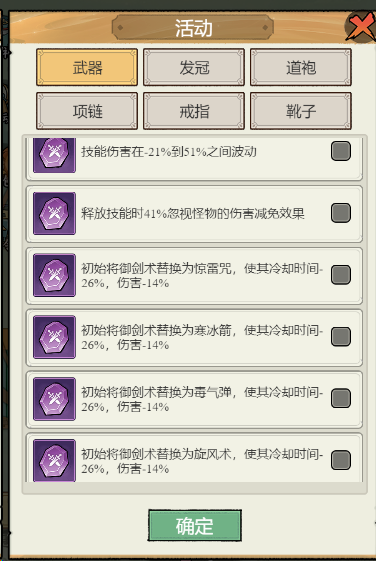 活动
武器 发冠 道袍
项链 戒指 靴子
技能伤害在-21%到51%之间波动
释放技能时41%忽视怪物的伤害减免效果
初始将御剑术替换为惊雷咒，使其冷却时间-
26%，伤害-14%
初始将御剑术替换为寒冰箭，使其冷却时间-
26%，伤害-14%
初始将御剑术替换为毒气弹，使其冷却时间-
26%，伤害-14%
初始将御剑术替换为旋风术，使其冷却时间-
26%，伤害-14%
确定